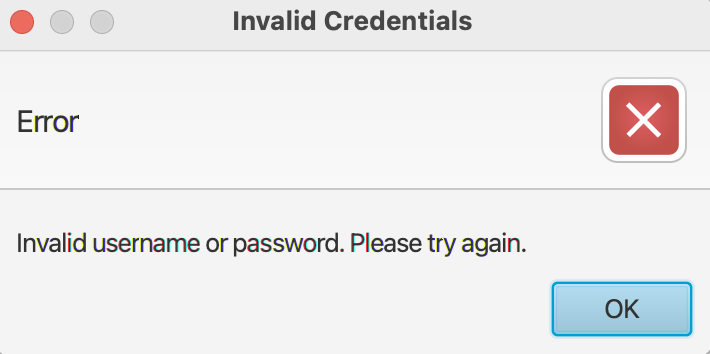 Invalid Credentials
Error
Invalid username or password. Please try again.
OK